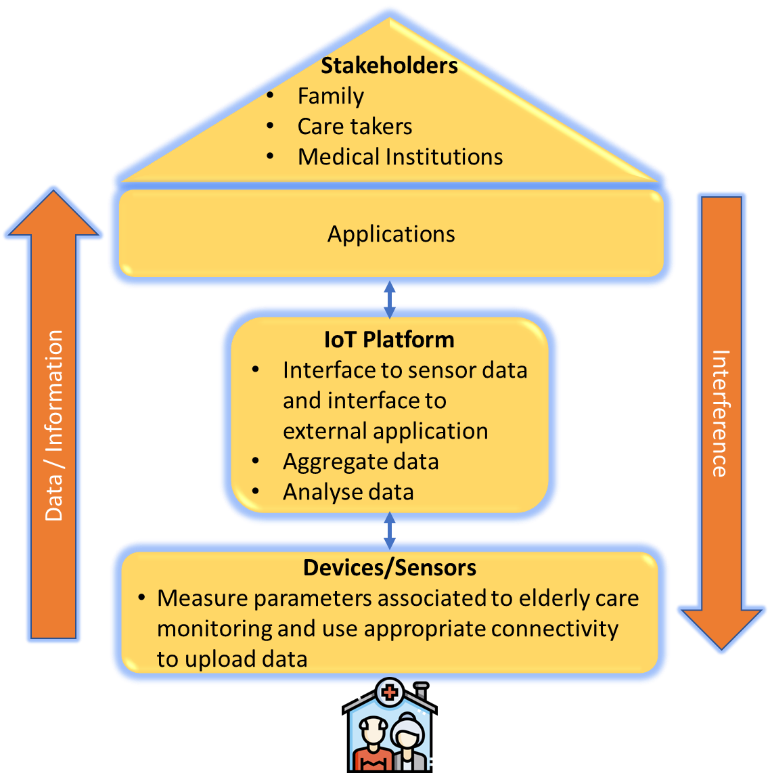 Stakeholders
• Family
• Care takers
• Medical Institutions
Applications
Data / Information
Interference
IoT Platform
• Interface to sensor data
and interface to
external application
• Aggregate data
• Analyse data
Devices/Sensors
• Measure parameters associated to elderly care
monitoring and use appropriate connectivity
to upload data